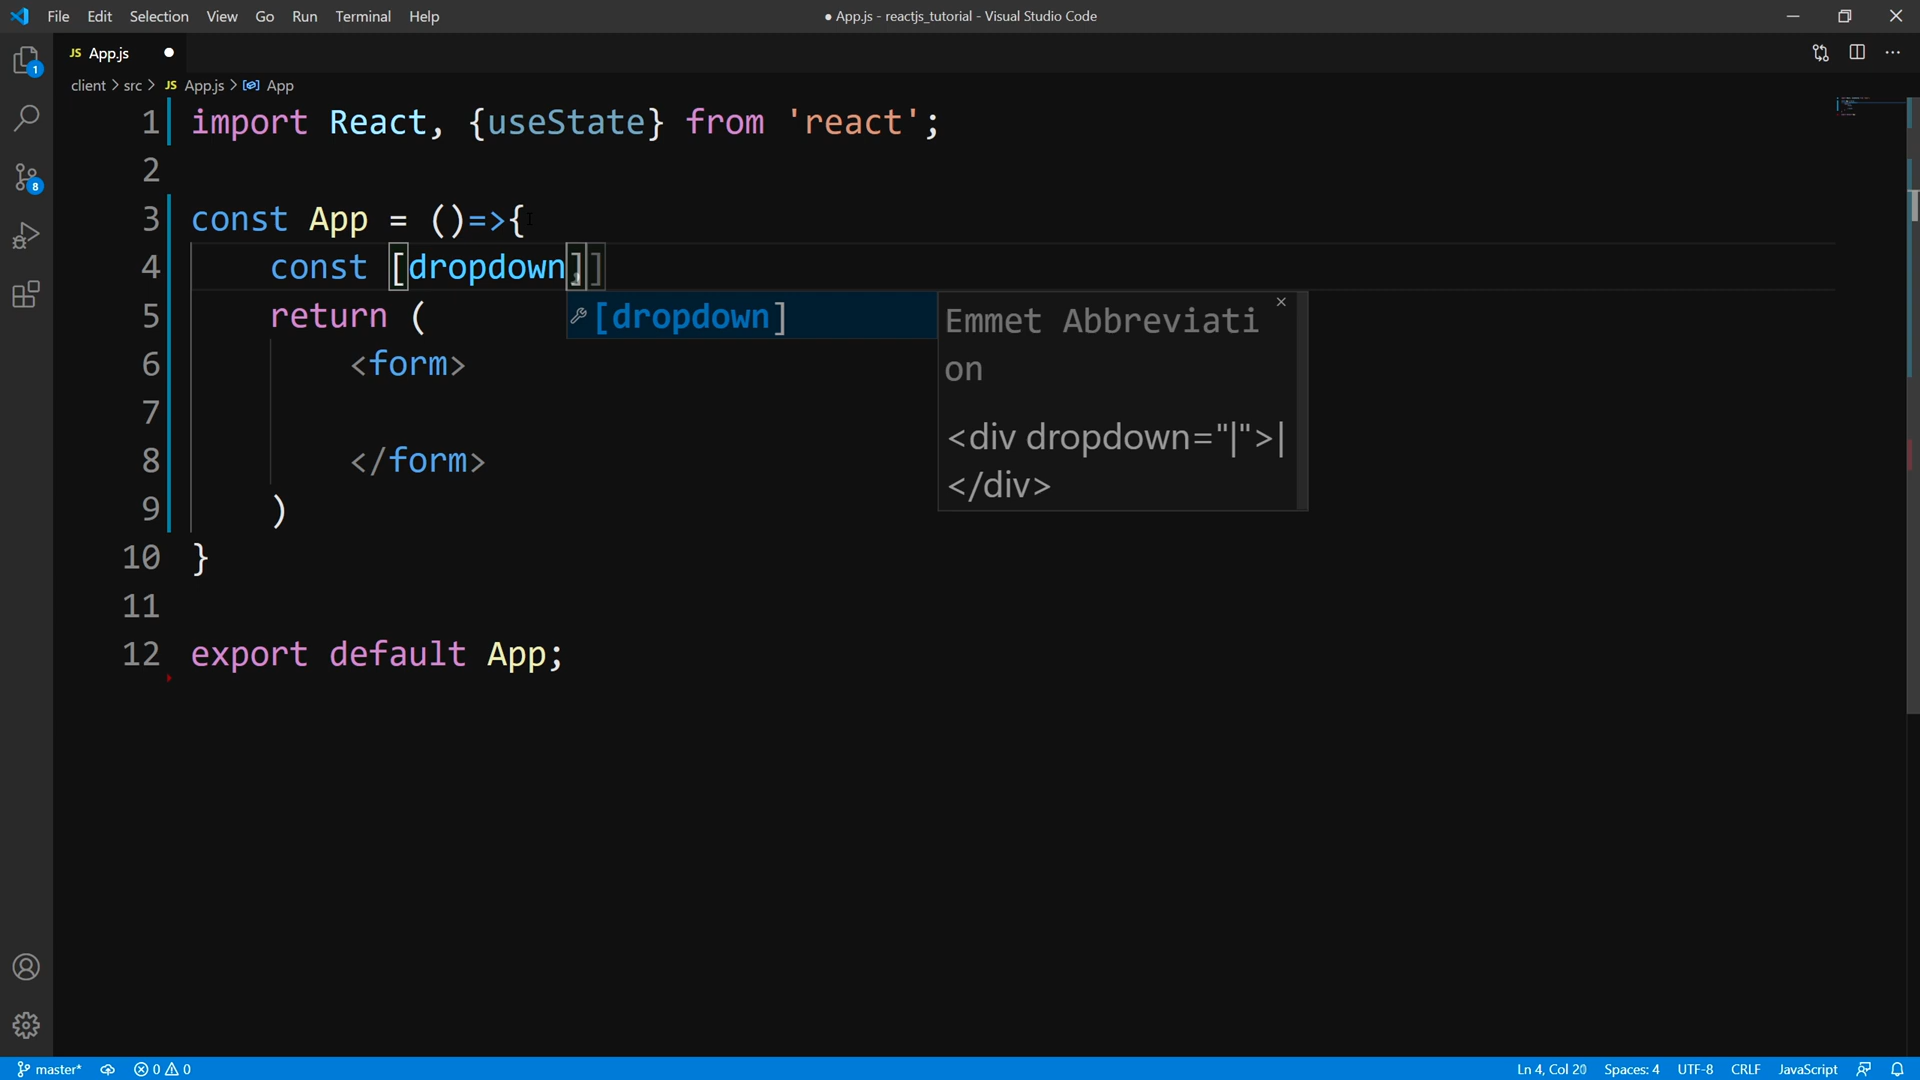 File Edit Selection View Go Run Terminal Help
● App.js - reactjs_tutorial - Visual Studio Code
JS App.js ●
client > src > JS App.js > App
1 import React, {useState} from 'react';
2
3 const App = ()=>{
4 const [dropdown,]
5 return (
[dropdown]
Emmet Abbreviati
on
<div dropdown="|">|
</div>
6 <form>
7
8 </form>
9 )
10 }
11
12 export default App;
1
8
master* 0 0
Ln 4, Col 20 Spaces: 4 UTF-8 CRLF JavaScript